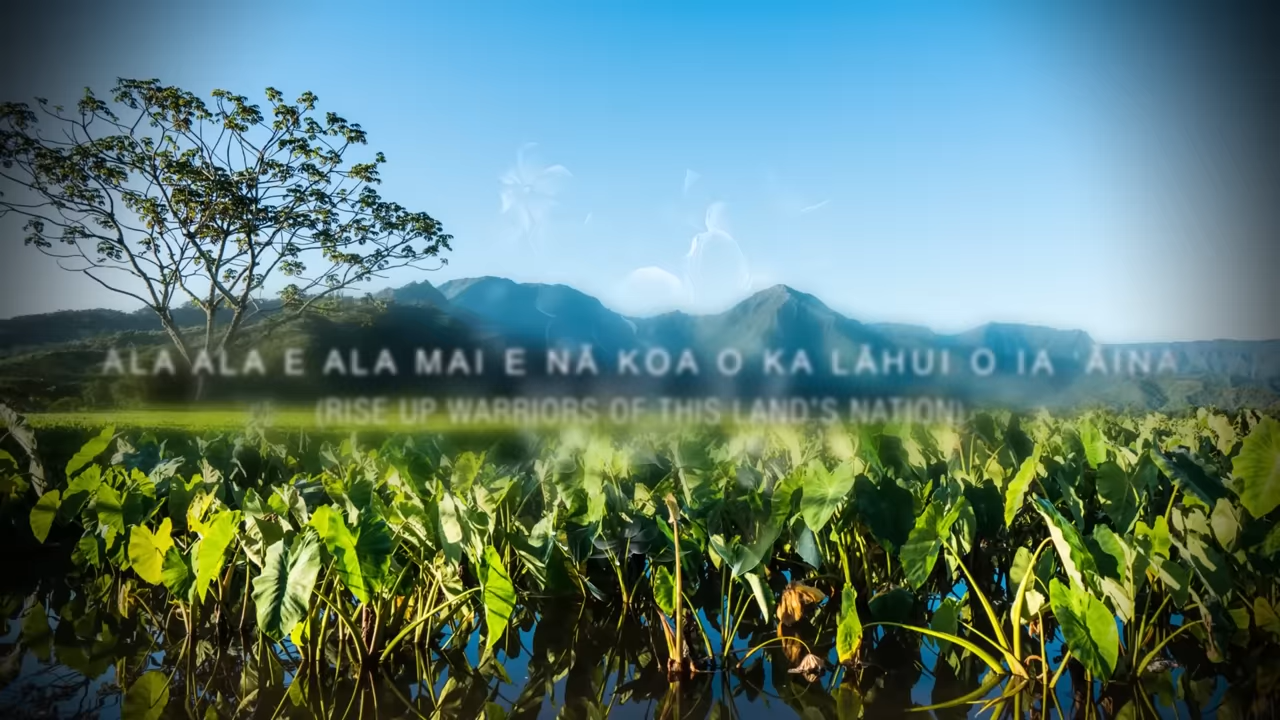 ALA ALA E ALA MAI E NĀ KOA O KA LĀHUI O IA ʻĀINA
(RISE UP WARRIORS OF THIS LAND'S NATION)